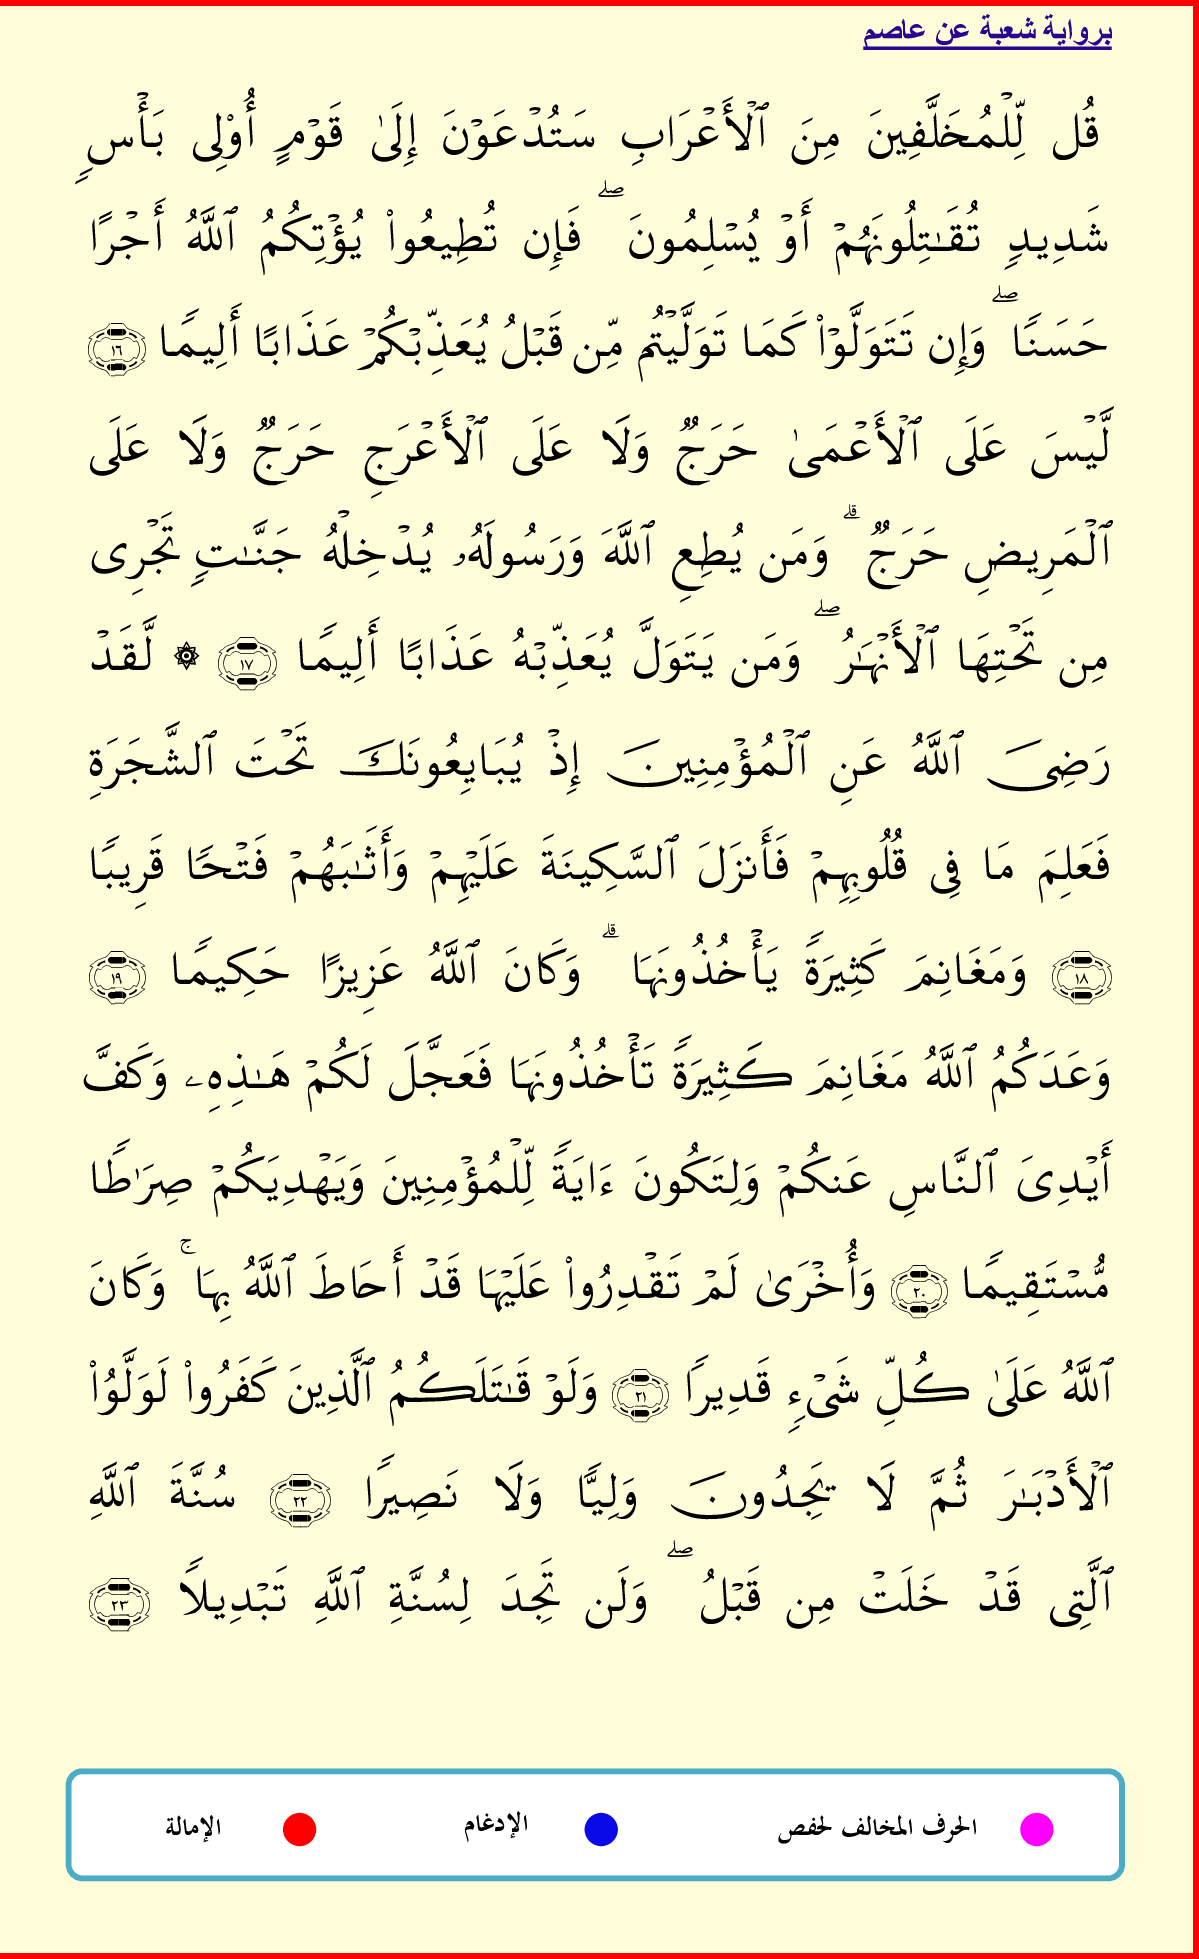 برواية شعبة عن عاصم
قُل لِّلْمُخَلَّفِينَ مِنَ ٱلْأَعْرَابِ سَتُدْعَوْنَ إِلَىٰ قَوْمٍ أُو۟لِى بَأْسٍ
شَدِيدٍ تُقَـٰتِلُونَهُمْ أَوْ يُسْلِمُونَ ۖ فَإِن تُطِيعُوا۟ يُؤْتِكُمُ ٱللَّهُ أَجْرًا
حَسَنًا ۖ وَإِن تَتَوَلَّوْا۟ كَمَا تَوَلَّيْتُم مِّن قَبْلُ يُعَذِّبْكُمْ عَذَابًا أَلِيمًا ١٦
لَّيْسَ عَلَى ٱلْأَعْمَىٰ حَرَجٌ وَلَا عَلَى ٱلْأَعْرَجِ حَرَجٌ وَلَا عَلَى
ٱلْمَرِيضِ حَرَجٌ ۗ وَمَن يُطِعِ ٱللَّهَ وَرَسُولَهُۥ يُدْخِلْهُ جَنَّـٰتٍ تَجْرِى
مِن تَحْتِهَا ٱلْأَنْهَـٰرُ ۖ وَمَن يَتَوَلَّ يُعَذِّبْهُ عَذَابًا أَلِيمًا ١٧ ۞ لَّقَدْ
رَضِىَ ٱللَّهُ عَنِ ٱلْمُؤْمِنِينَ إِذْ يُبَايِعُونَكَ تَحْتَ ٱلشَّجَرَةِ
فَعَلِمَ مَا فِى قُلُوبِهِمْ فَأَنزَلَ ٱلسَّكِينَةَ عَلَيْهِمْ وَأَثَـٰبَهُمْ فَتْحًا قَرِيبًا
١٨ وَمَغَانِمَ كَثِيرَةً يَأْخُذُونَهَا ۗ وَكَانَ ٱللَّهُ عَزِيزًا حَكِيمًا ١٩
وَعَدَكُمُ ٱللَّهُ مَغَانِمَ كَثِيرَةً تَأْخُذُونَهَا فَعَجَّلَ لَكُمْ هَـٰذِهِۦ وَكَفَّ
أَيْدِىَ ٱلنَّاسِ عَنكُمْ وَلِتَكُونَ ءَايَةً لِّلْمُؤْمِنِينَ وَيَهْدِيَكُمْ صِرَٰطًا
مُّسْتَقِيمًا ٢٠ وَأُخْرَىٰ لَمْ تَقْدِرُوا۟ عَلَيْهَا قَدْ أَحَاطَ ٱللَّهُ بِهَا ۚ وَكَانَ
ٱللَّهُ عَلَىٰ كُلِّ شَىْءٍ قَدِيرًا ٢١ وَلَوْ قَـٰتَلَكُمُ ٱلَّذِينَ كَفَرُوا۟ لَوَلَّوُا۟
ٱلْأَدْبَـٰرَ ثُمَّ لَا يَجِدُونَ وَلِيًّا وَلَا نَصِيرًا ٢٢ سُنَّةَ ٱللَّهِ
ٱلَّتِى قَدْ خَلَتْ مِن قَبْلُ ۖ وَلَن تَجِدَ لِسُنَّةِ ٱللَّهِ تَبْدِيلًا ٢٣
الحرف المخالف لحفص الإدغام الإمالة